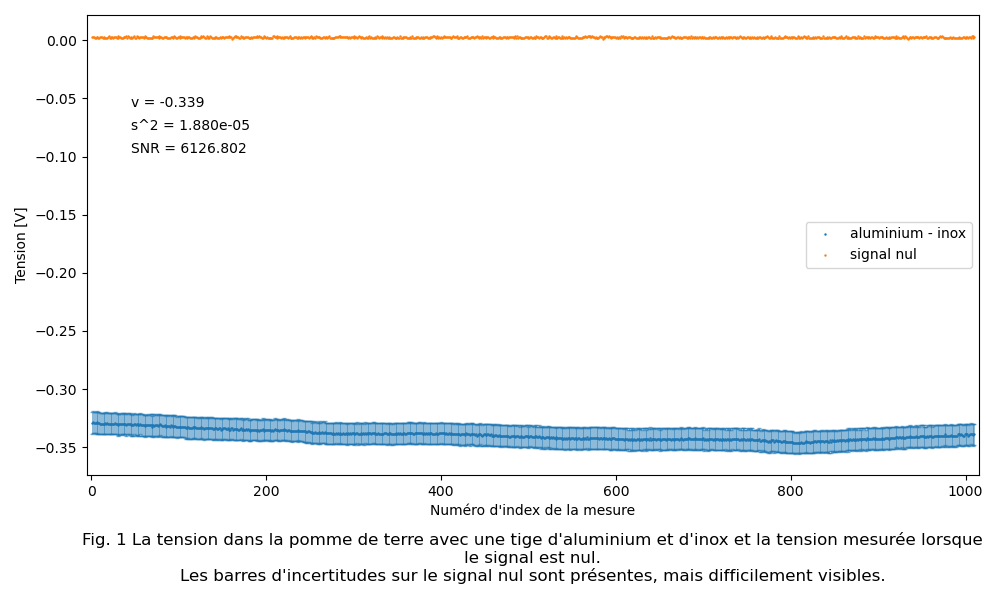 0.00
−0.05
−0.10
−0.15
−0.20
−0.25
−0.30
−0.35
Tension [V]
v = -0.339
s^2 = 1.880e-05
SNR = 6126.802
aluminium - inox
signal nul
0 200 400 600 800 1000
Numéro d'index de la mesure
Fig. 1 La tension dans la pomme de terre avec une tige d'aluminium et d'inox et la tension mesurée lorsque
le signal est nul.
Les barres d'incertitudes sur le signal nul sont présentes, mais difficilement visibles.